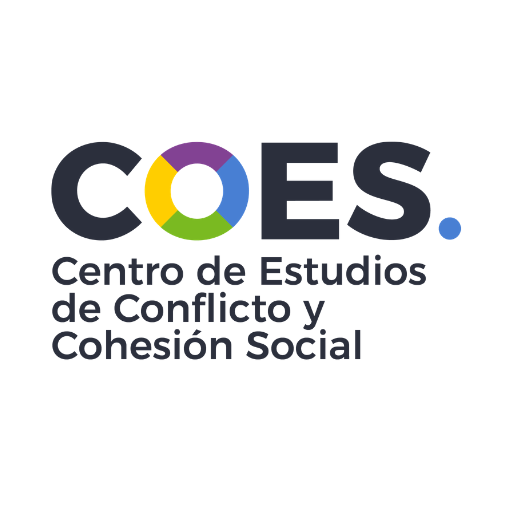 COES.
Centro de Estudios
de Conflicto y
Cohesión Social